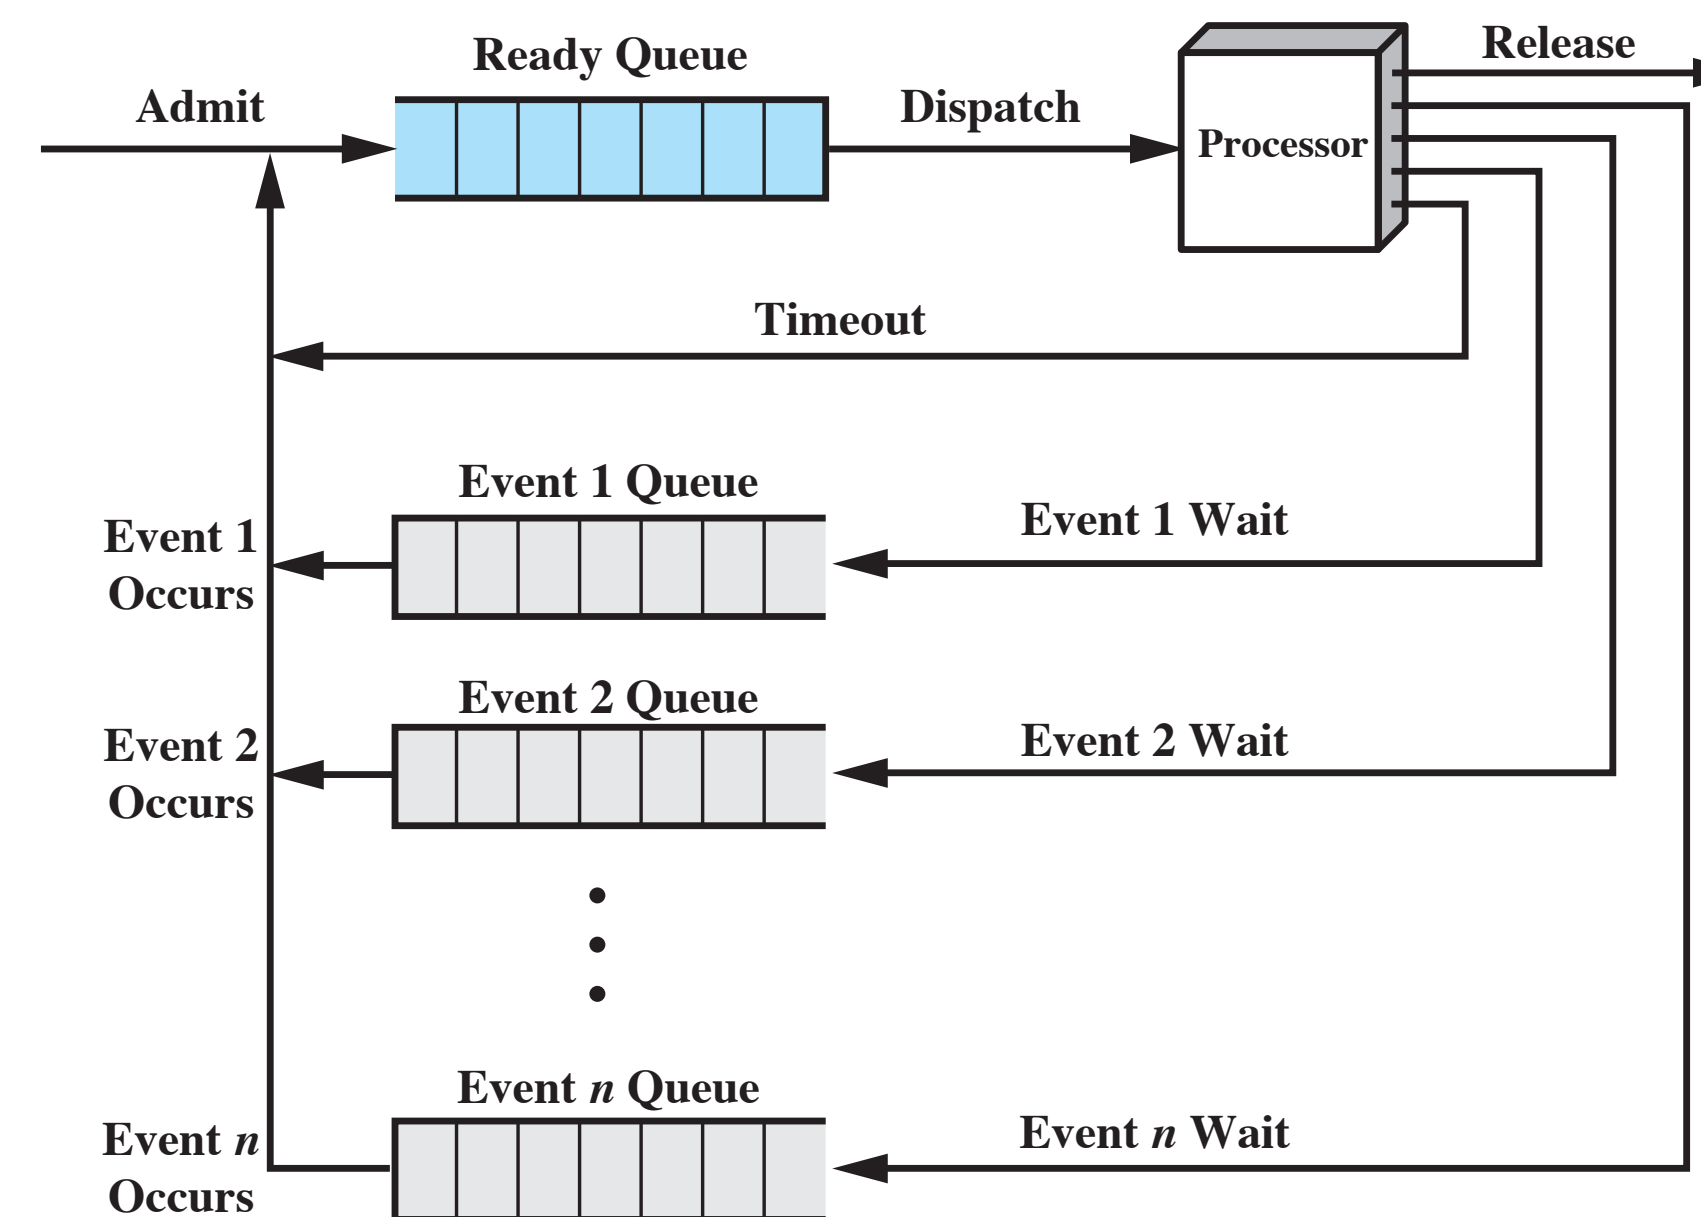 Ready Queue
Release
Admit
Dispatch
Processor
Timeout
Event 1 Queue
Event 1 Wait
Event 1
Occurs
Event 2 Queue
Event 2 Wait
Event 2
Occurs
Event n Queue
Event n Wait
Event n
Occurs